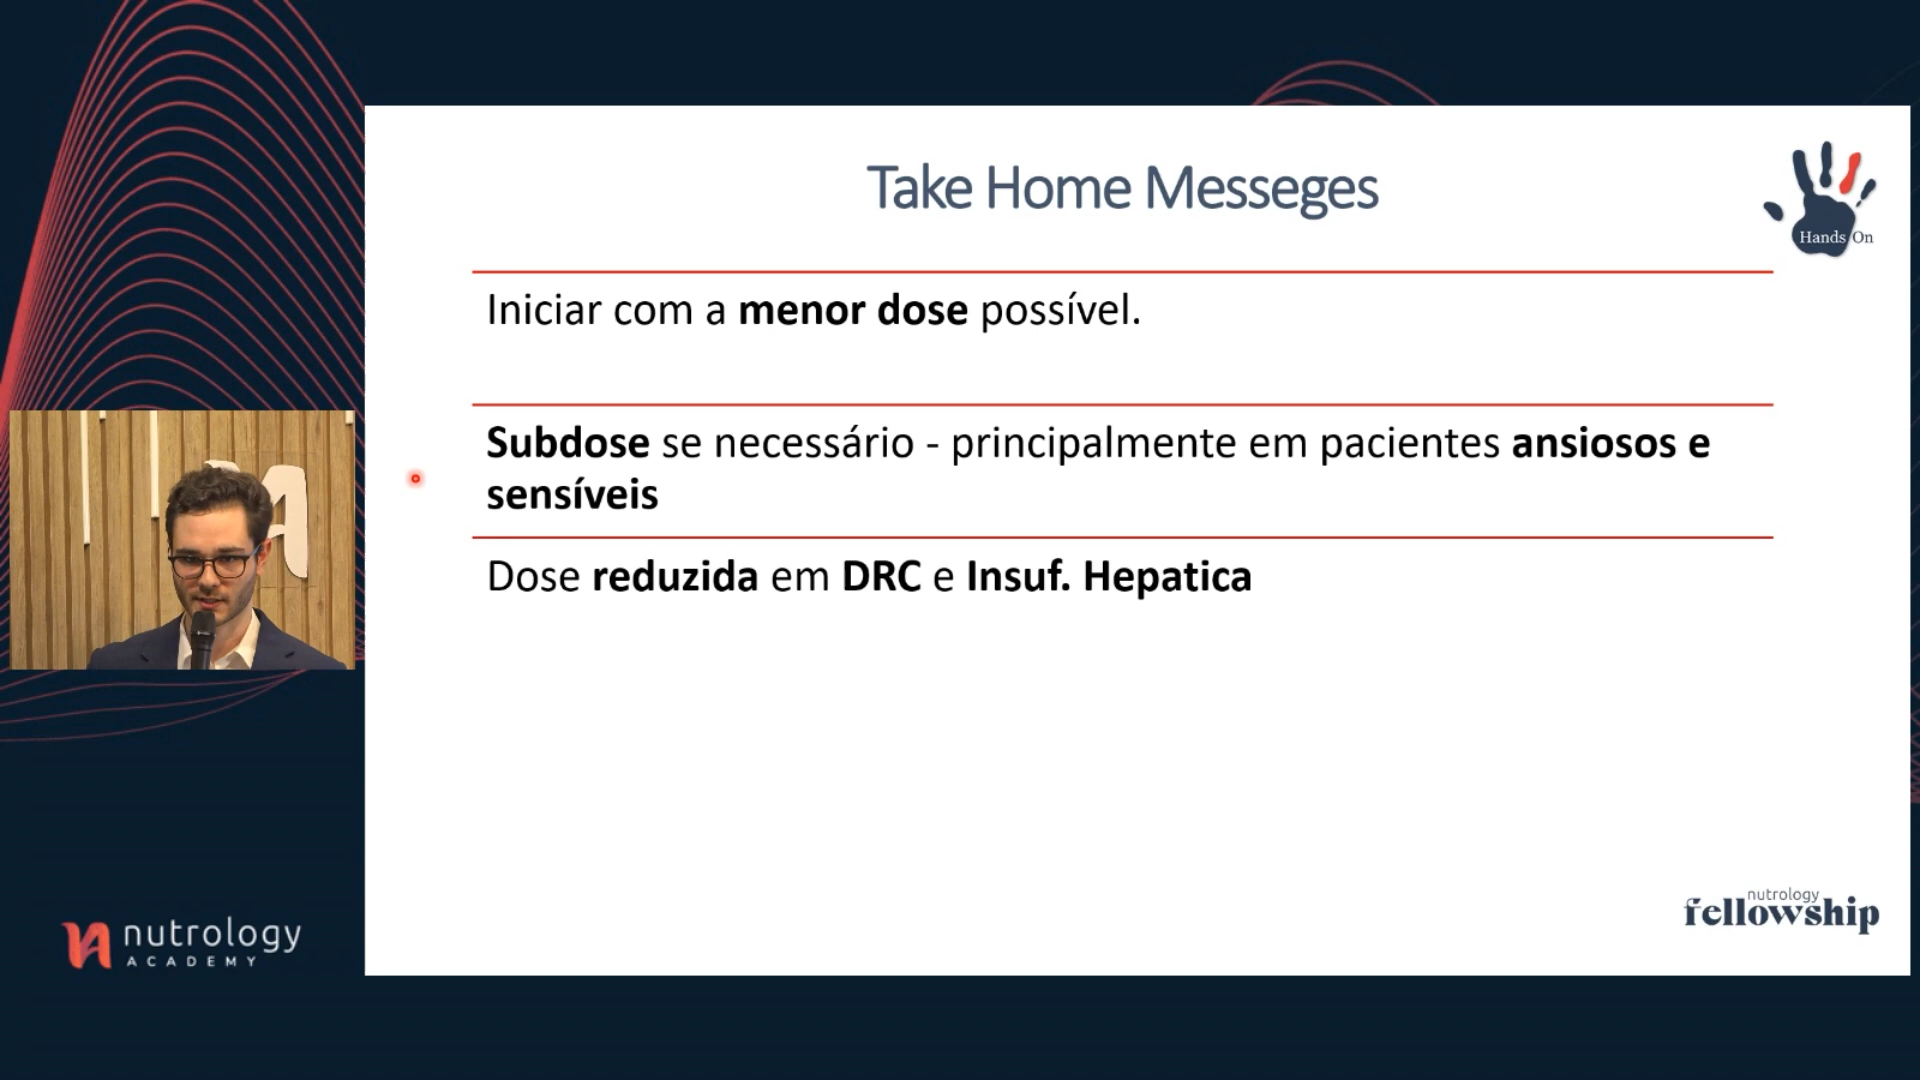 Take Home Messeges
Hands On
Iniciar com a menor dose possível.
Subdose se necessário - principalmente em pacientes ansiosos e
sensíveis
Dose reduzida em DRC e Insuf. Hepatica
nutrology
fellowship
nutrology
ACADEMY